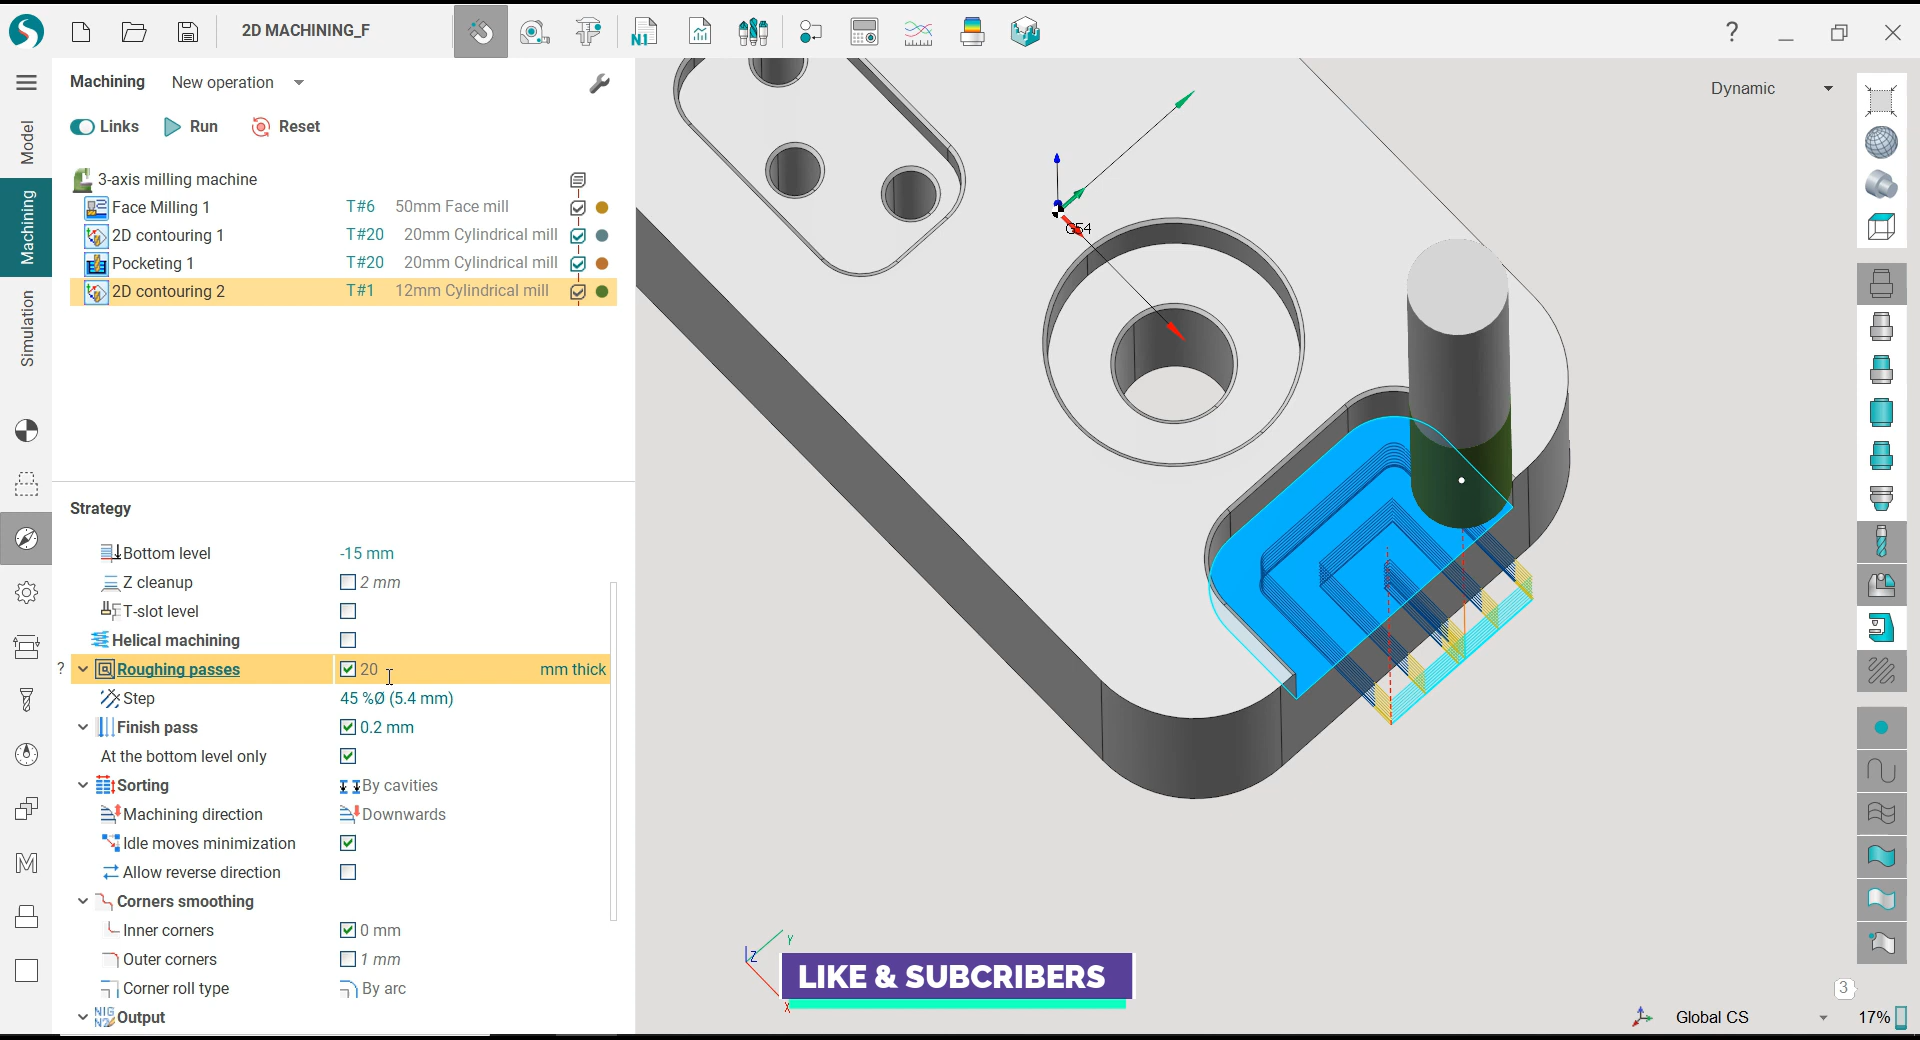 2D MACHINING_F
N1
?
Machining New operation
Links Run Reset
Model
Machining
Simulation
3-axis milling machine
Face Milling 1 T#6 50mm Face mill
2D contouring 1 T#20 20mm Cylindrical mill
Pocketing 1 T#20 20mm Cylindrical mill
2D contouring 2 T#1 12mm Cylindrical mill
Strategy
Bottom level -15 mm
Z cleanup 2 mm
T-slot level
Helical machining
? Roughing passes 20 mm thick
Step 45 %Ø (5.4 mm)
Finish pass 0.2 mm
At the bottom level only
Sorting By cavities
Machining direction Downwards
Idle moves minimization
Allow reverse direction
Corners smoothing
Inner corners 0 mm
Outer corners 1 mm
Corner roll type By arc
Output
Dynamic
G54
Y
Z
X
LIKE & SUBCRIBERS
3
Global CS 17%